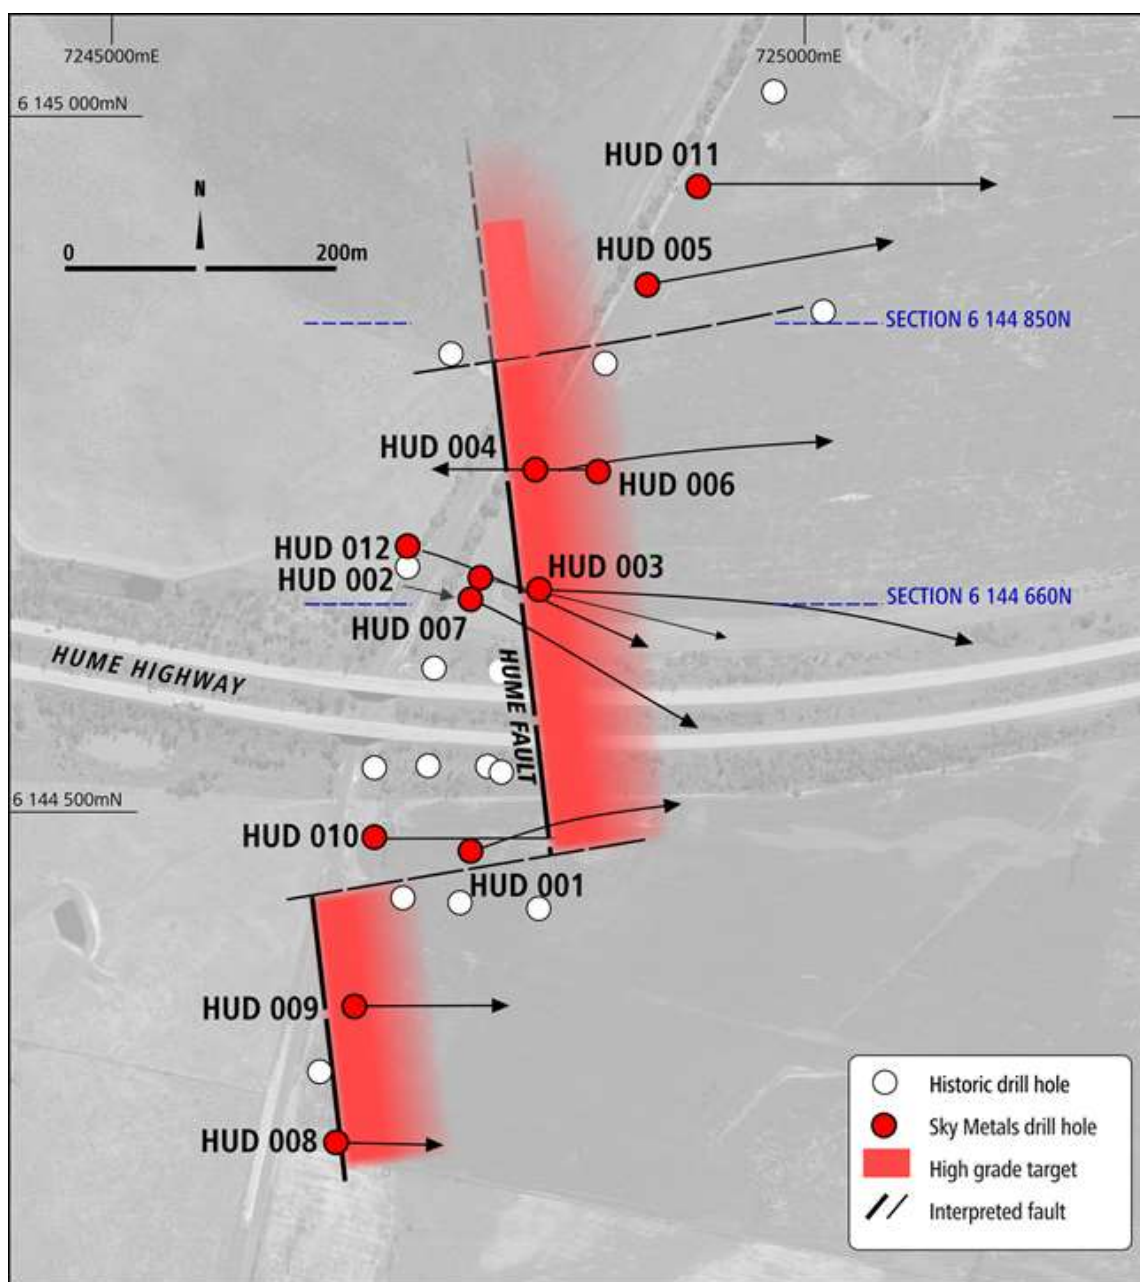 7245000mE
725000mE
6 145 000mN
HUD 011
N
0
200m
HUD 005
SECTION 6 144 850N
HUD 004
HUD 006
HUD 012
HUD 002
HUD 003
SECTION 6 144 660N
HUD 007
HUME HIGHWAY
HUME FAULT
6 144 500mN
HUD 010
HUD 001
HUD 009
HUD 008
Historic drill hole
Sky Metals drill hole
High grade target
Interpreted fault